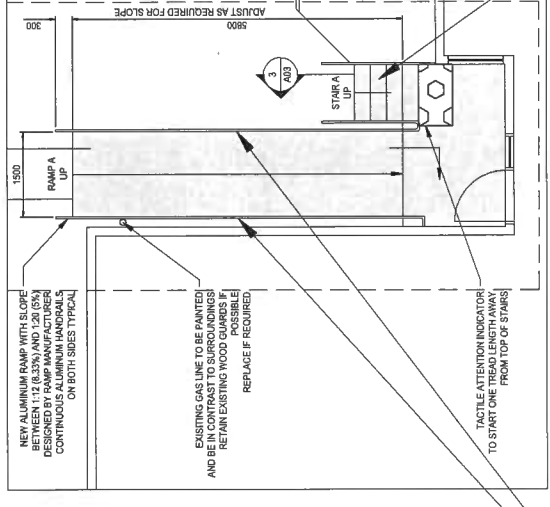 NEW ALUMINUM RAMP WITH SLOPE
BETWEEN 1:12 (8.33%) AND 1:20 (5%)
DESIGNED BY RAMP MANUFACTURER
CONTINUOUS ALUMINUM HANDRAILS
ON BOTH SIDES TYPICAL
EXISITING GAS LINE TO BE PAINTED
AND BE IN CONTRAST TO SURROUNDINGS
RETAIN EXISTING WOOD GUARDS IF
POSSIBLE
REPLACE IF REQUIRED
TACTILE ATTENTION INDICATOR
TO START ONE TREAD LENGTH AWAY
FROM TOP OF STAIRS
1500
RAMP A
UP
3
A03
STAIR A
UP
300
5800
ADJUST AS REQUIRED FOR SLOPE